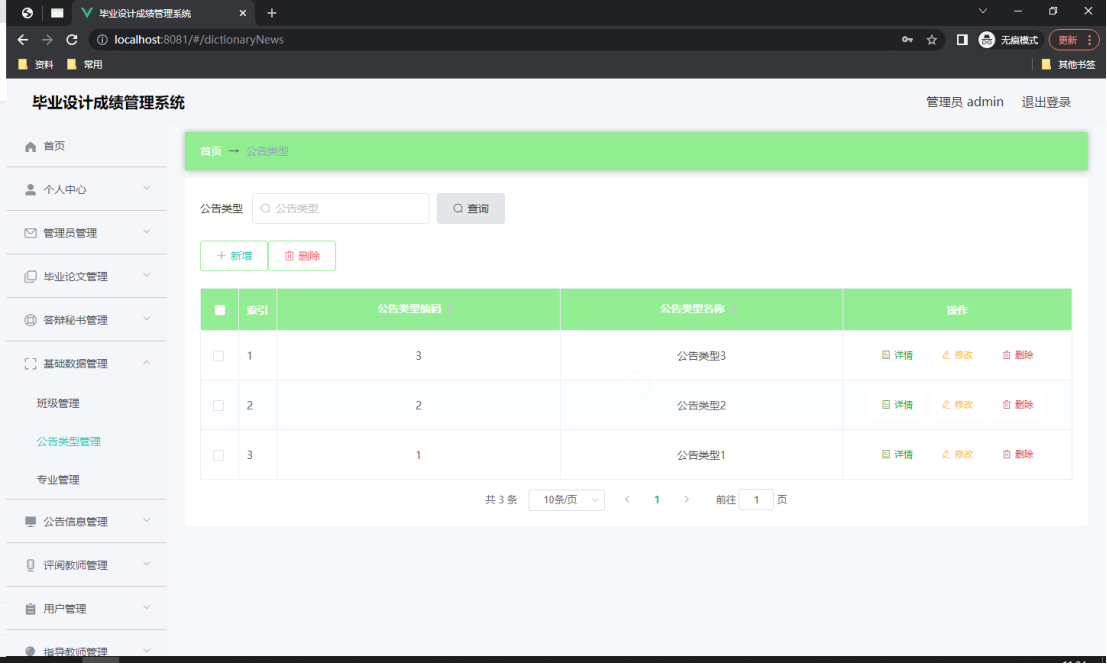 毕业设计成绩管理系统
localhost:8081/#/dictionaryNews
无痕模式
更新
资料
常用
其他书签
毕业设计成绩管理系统
管理员 admin
退出登录
首页
个人中心
管理员管理
毕业论文管理
答辩秘书管理
基础数据管理
班级管理
公告类型管理
专业管理
公告信息管理
评阅教师管理
用户管理
指导教师管理
首页 → 公告类型
公告类型 公告类型 查询
新增 删除
索引 公告类型编码 公告类型名称 操作
1 3 公告类型3 详情 修改 删除
2 2 公告类型2 详情 修改 删除
3 1 公告类型1 详情 修改 删除
共 3 条 10条/页 1 前往 1 页